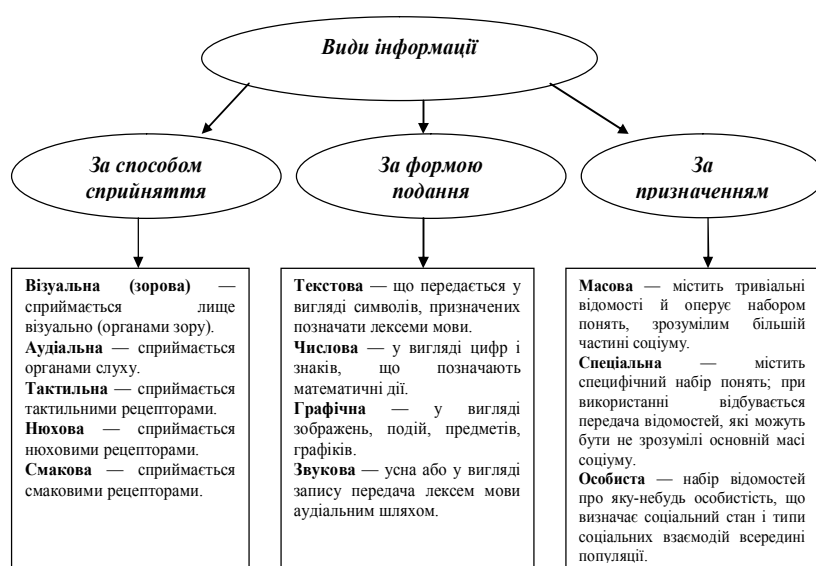 Види інформації
За способом
сприйняття
За формою
подання
За
призначенням
Візуальна (зорова) —
сприймається лище
візуально (органами зору).
Аудіальна — сприймається
органами слуху.
Тактильна — сприймається
тактильними рецепторами.
Нюхова — сприймається
нюховими рецепторами.
Смакова — сприймається
смаковими рецепторами.
Текстова — що передається у
вигляді символів, призначених
позначати лексеми мови.
Числова — у вигляді цифр і
знаків, що позначають
математичні дії.
Графічна — у вигляді
зображень, подій, предметів,
графіків.
Звукова — усна або у вигляді
запису передача лексем мови
аудіальним шляхом.
Масова — містить тривіальні
відомості й оперує набором
понять, зрозумілим більшій
частині соціуму.
Спеціальна — містить
специфічний набір понять; при
використанні відбувається
передача відомостей, які можуть
бути не зрозумілі основній масі
соціуму.
Особиста — набір відомостей
про яку-небудь особистість, що
визначає соціальний стан і типи
соціальних взаємодій всередині
популяції.